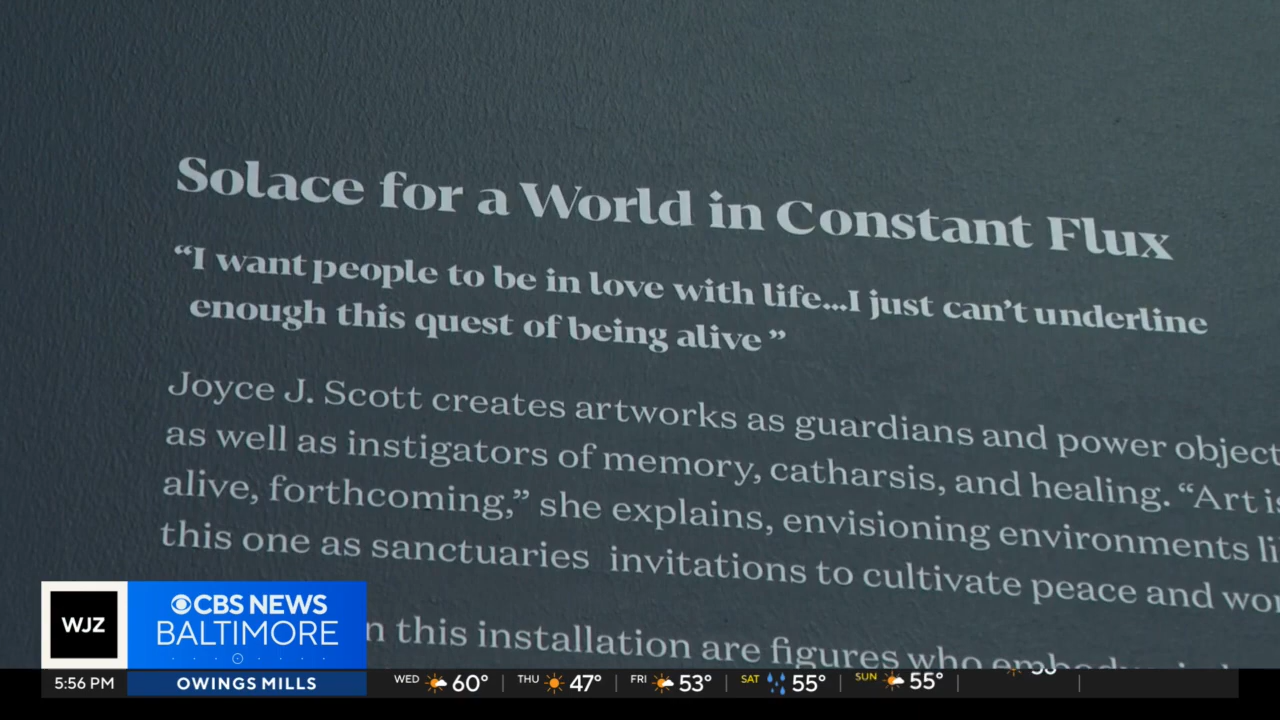 Solace for a World in Constant Flux
“I want people to be in love with life...I just can’t underline
enough this quest of being alive ”
Joyce J. Scott creates artworks as guardians and power object
as well as instigators of memory, catharsis, and healing. “Art is
alive, forthcoming,” she explains, envisioning environments li
this one as sanctuaries invitations to cultivate peace and wo
n this installation are figures who
WJZ
CBS NEWS
BALTIMORE
5:56 PM OWINGS MILLS WED 60° THU 47° FRI 53° SAT 55° SUN 55°